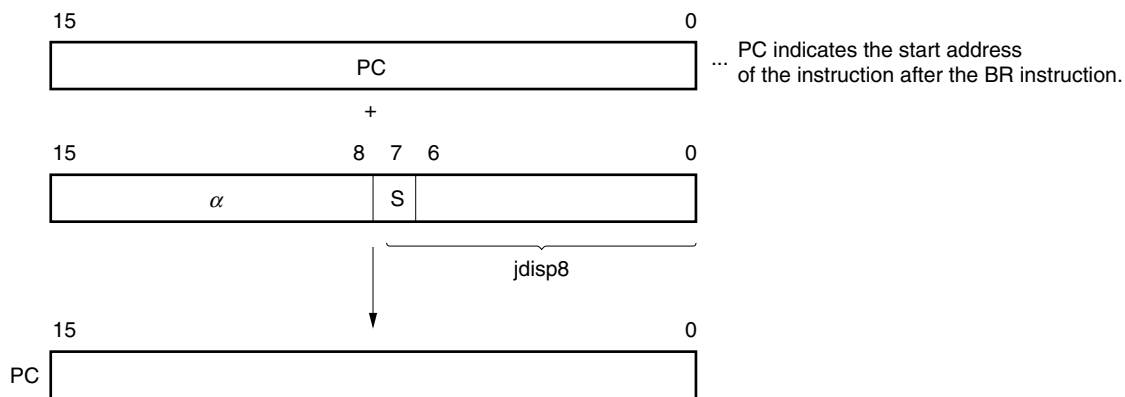 15 0
PC
... PC indicates the start address
of the instruction after the BR instruction.
+
15 8 7 6 0
α S
jdisp8
15 0
PC